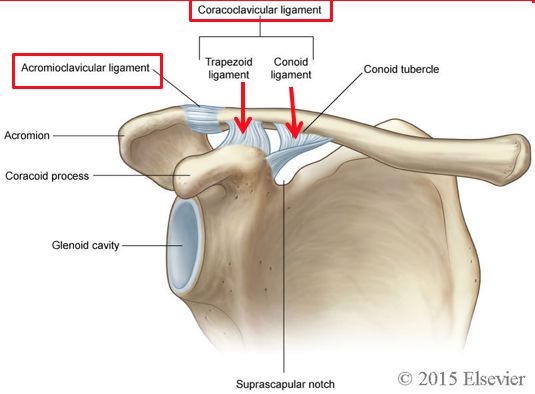 Coracoclavicular ligament
Acromioclavicular ligament
Trapezoid
ligament
Conoid
ligament
Conoid tubercle
Acromion
Coracoid process
Glenoid cavity
Suprascapular notch
© 2015 Elsevier